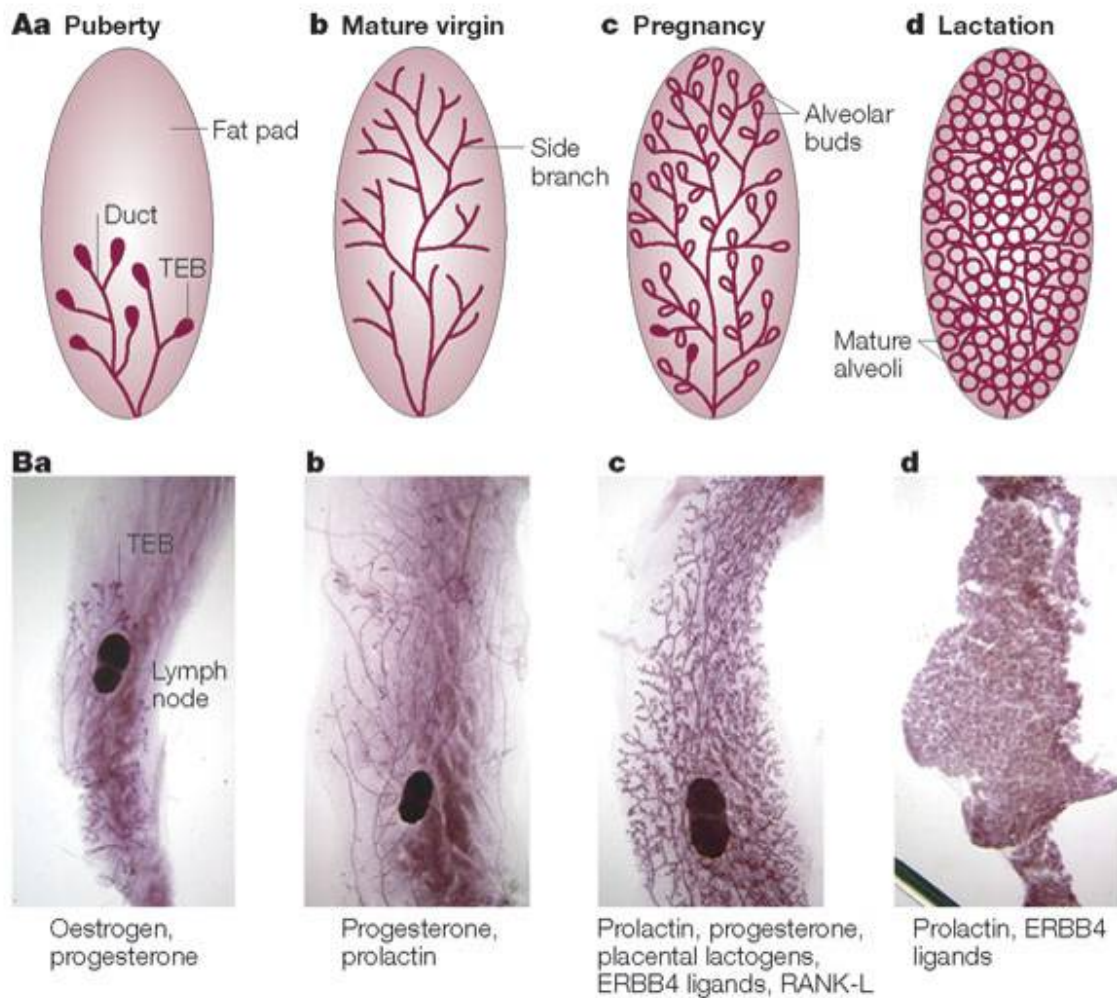 Aa Puberty
b Mature virgin
c Pregnancy
d Lactation
Fat pad
Duct
TEB
Side
branch
Alveolar
buds
Mature
alveoli
Ba
b
c
d
TEB
Lymph
node
Oestrogen,
progesterone
Progesterone,
prolactin
Prolactin, progesterone,
placental lactogens,
ERBB4 ligands, RANK-L
Prolactin, ERBB4
ligands